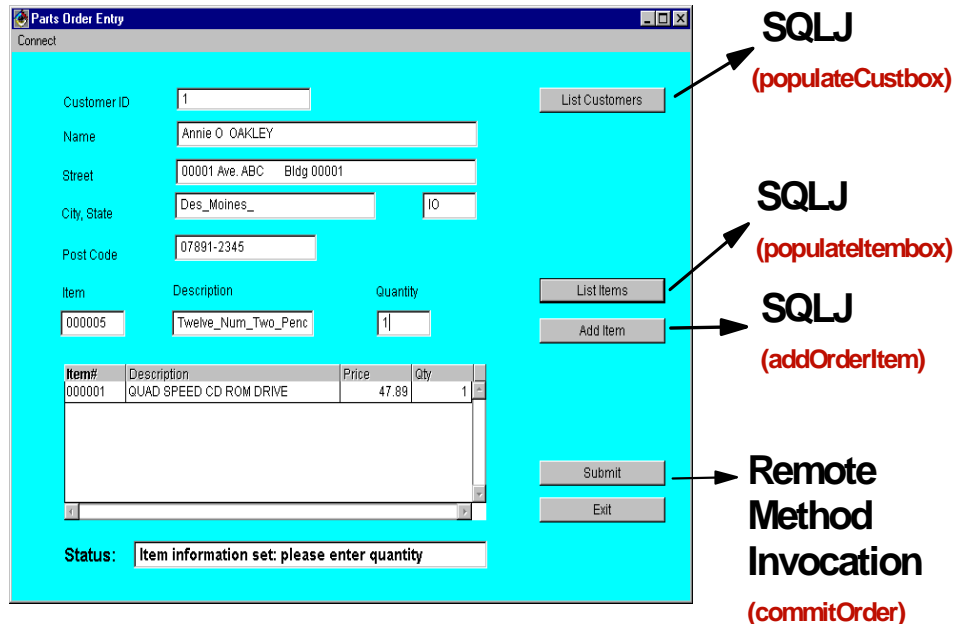 Parts Order Entry
Connect
Customer ID 1
List Customers
Name Annie O OAKLEY
Street 00001 Ave. ABC Bldg 00001
City, State Des_Moines_ IO
Post Code 07891-2345
Item Description Quantity
List Items
000005 Twelve_Num_Two_Penc 1
Add Item
Item# Description Price Qty
000001 QUAD SPEED CD ROM DRIVE 47.89 1
Submit
Exit
Status: Item information set: please enter quantity
SQLJ
(populateCustbox)
SQLJ
(populateItembox)
SQLJ
(addOrderItem)
Remote
Method
Invocation
(commitOrder)